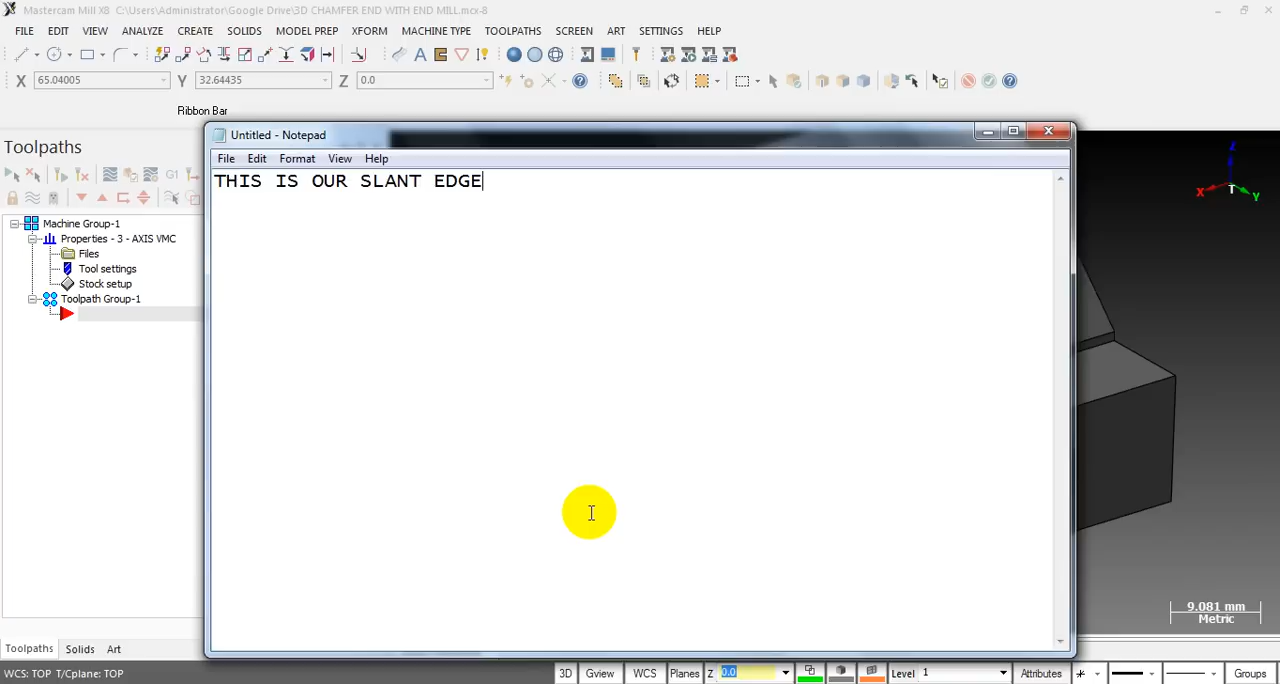 Mastercam Mill X8 C:\Users\Administrator\Google Drive\3D CHAMFER END WITH END MILL.mcx-8
FILE EDIT VIEW ANALYZE CREATE SOLIDS MODEL PREP XFORM MACHINE TYPE TOOLPATHS SCREEN ART SETTINGS HELP
X 65.04005 Y 32.64435 Z 0.0
Ribbon Bar
Toolpaths
G1
Machine Group-1
Properties - 3 - AXIS VMC
Files
Tool settings
Stock setup
Toolpath Group-1
Untitled - Notepad
File Edit Format View Help
THIS IS OUR SLANT EDGE
Z
X T Y
9.081 mm
Metric
Toolpaths Solids Art
WCS: TOP T/Cplane: TOP
3D Gview WCS Planes Z 0.0 Level 1 Attributes Groups